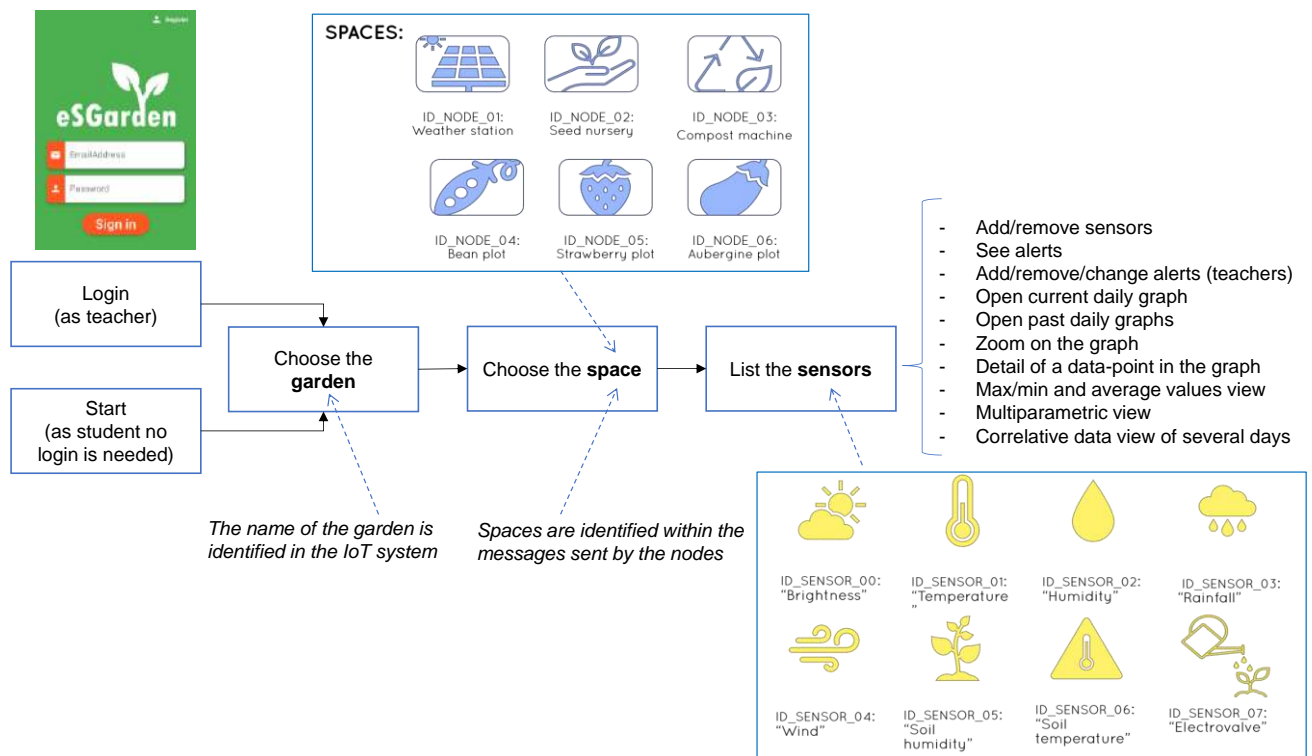 Register
eSGarden
EmailAddress
Password
Sign in
SPACES:
ID_NODE_01:
Weather station
ID_NODE_02:
Seed nursery
ID_NODE_03:
Compost machine
ID_NODE_04:
Bean plot
ID_NODE_05:
Strawberry plot
ID_NODE_06:
Aubergine plot
Login
(as teacher)
Start
(as student no
login is needed)
Choose the
garden
Choose the space
List the sensors
- Add/remove sensors
- See alerts
- Add/remove/change alerts (teachers)
- Open current daily graph
- Open past daily graphs
- Zoom on the graph
- Detail of a data-point in the graph
- Max/min and average values view
- Multiparametric view
- Correlative data view of several days
The name of the garden is
identified in the IoT system
Spaces are identified within the
messages sent by the nodes
ID_SENSOR_00:
"Brightness"
ID_SENSOR_01:
"Temperature
"
ID_SENSOR_02:
"Humidity"
ID_SENSOR_03:
"Rainfall"
ID_SENSOR_04:
"Wind"
ID_SENSOR_05:
"Soil
humidity"
ID_SENSOR_06:
"Soil
temperature"
ID_SENSOR_07:
"Electrovalve"